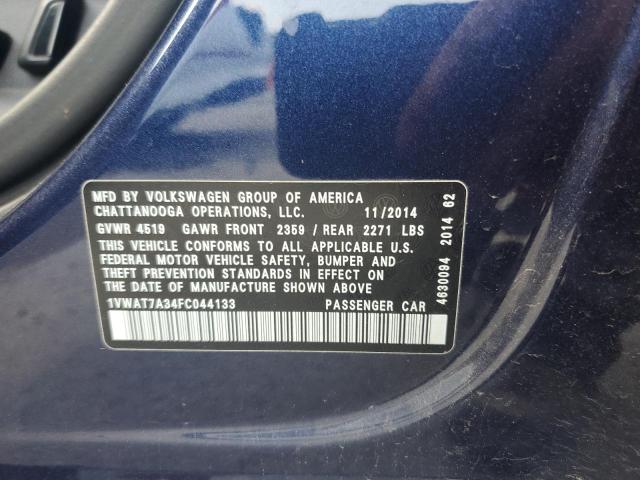 MFD BY VOLKSWAGEN GROUP OF AMERICA
CHATTANOOGA OPERATIONS, LLC. 11/2014
GVWR 4519 GAWR FRONT 2359 / REAR 2271 LBS
THIS VEHICLE CONFORMS TO ALL APPLICABLE U.S.
FEDERAL MOTOR VEHICLE SAFETY, BUMPER AND
THEFT PREVENTION STANDARDS IN EFFECT ON
THE DATE OF MANUFACTURE SHOWN ABOVE
1VWAT7A34FC044133 PASSENGER CAR
4630094 2014 62